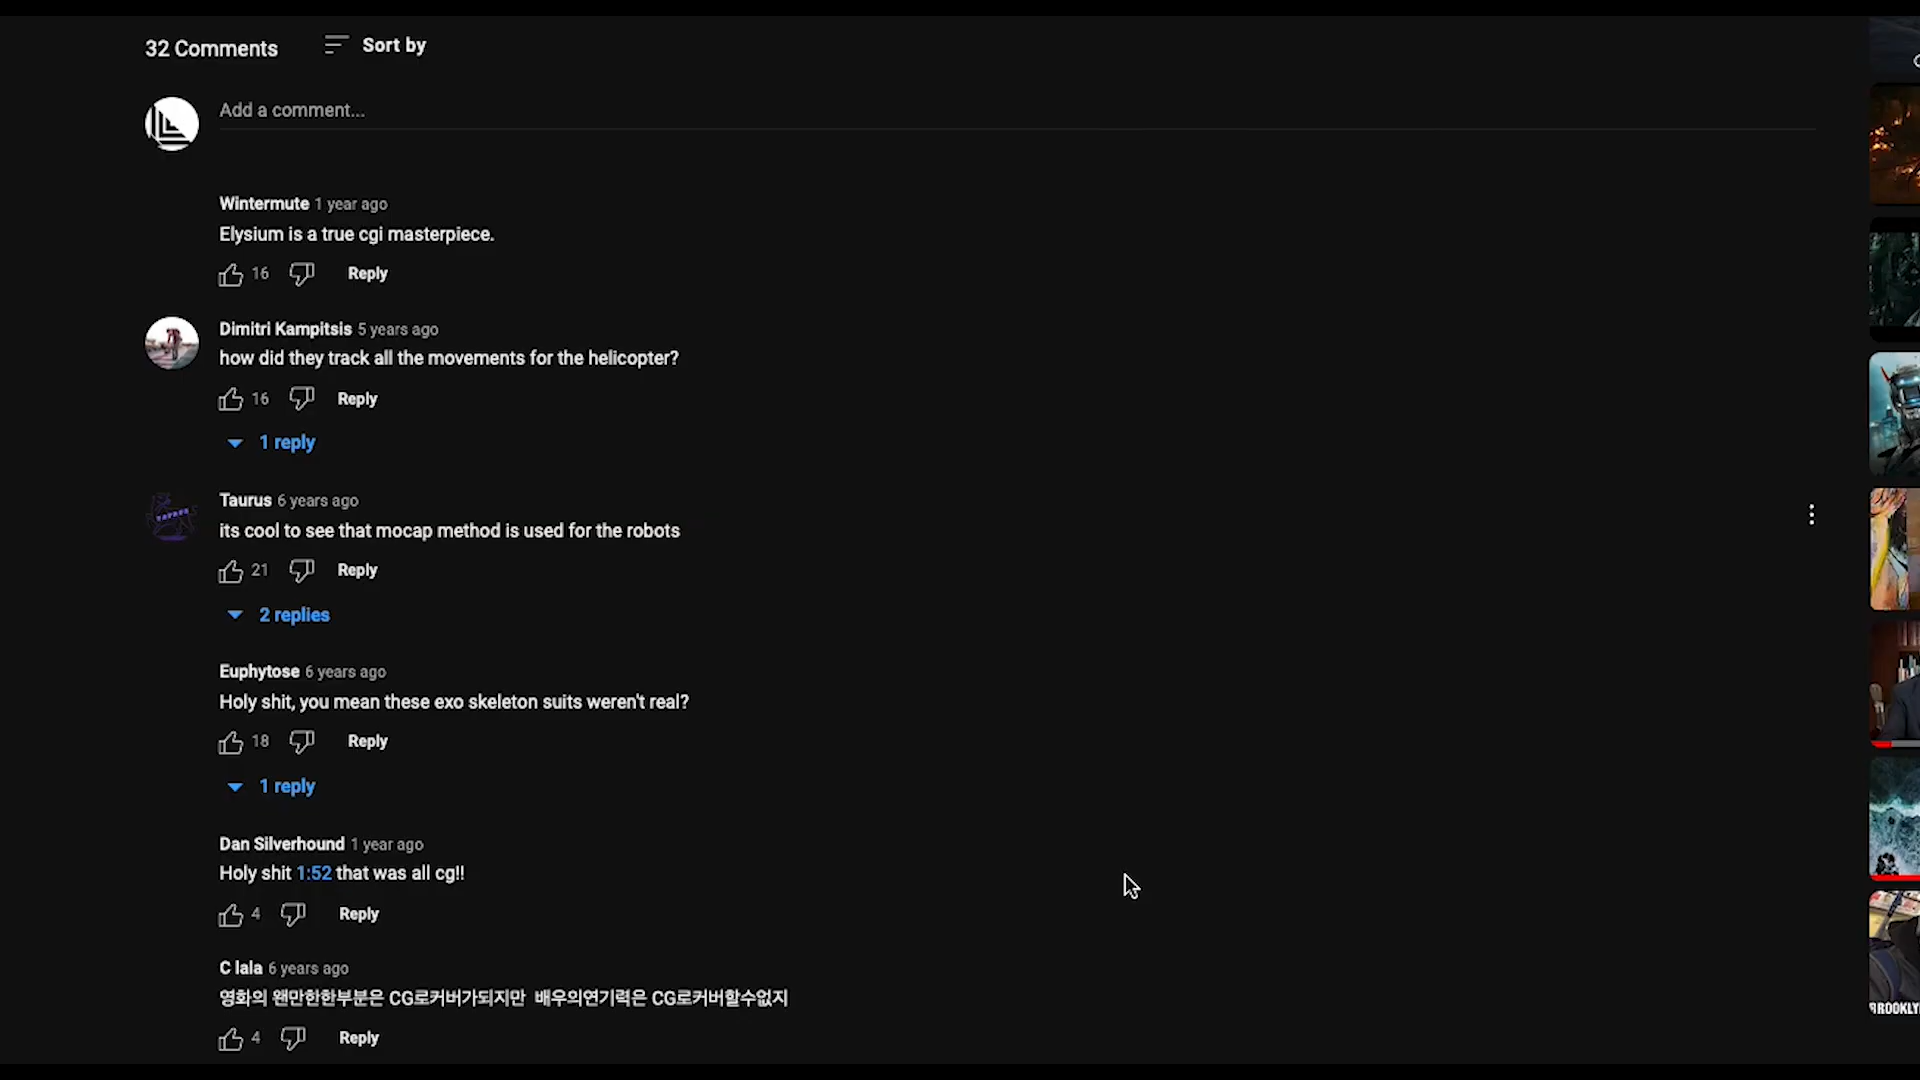 32 Comments
Sort by
Add a comment...
Wintermute 1 year ago
Elysium is a true cgi masterpiece.
16 Reply
Dimitri Kampitsis 5 years ago
how did they track all the movements for the helicopter?
16 Reply
1 reply
Taurus 6 years ago
its cool to see that mocap method is used for the robots
21 Reply
2 replies
Euphytose 6 years ago
Holy shit, you mean these exo skeleton suits weren't real?
18 Reply
1 reply
Dan Silverhound 1 year ago
Holy shit 1:52 that was all cg!!
4 Reply
C lala 6 years ago
영화의 왠만한한부분은 CG로커버가되지만 배우의연기력은 CG로커버할수없지
4 Reply